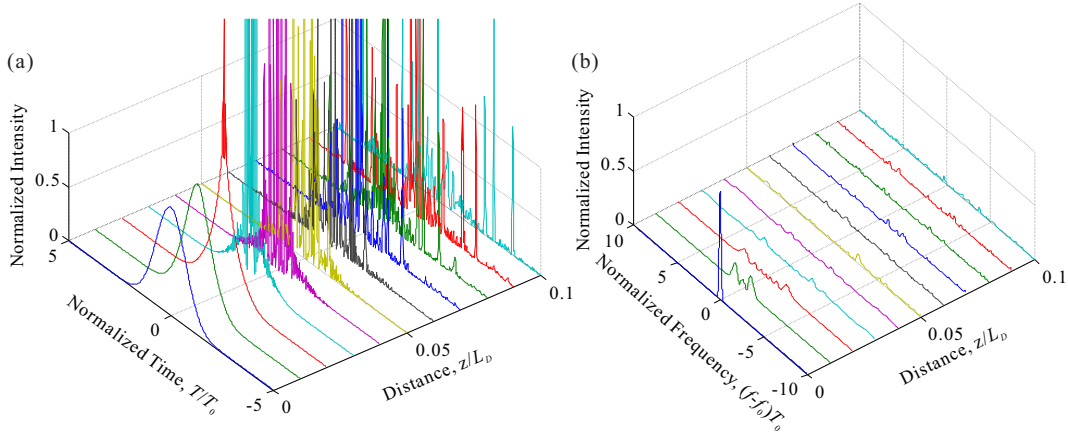 (a)
Normalized Intensity
1
0.5
0
5
0
-5
Normalized Time, T/T₀
0
0.05
0.1
Distance, z/L_D
(b)
Normalized Intensity
1
0.5
0
10
5
0
-5
-10
Normalized Frequency, (f-f₀)T₀
0
0.05
0.1
Distance, z/L_D